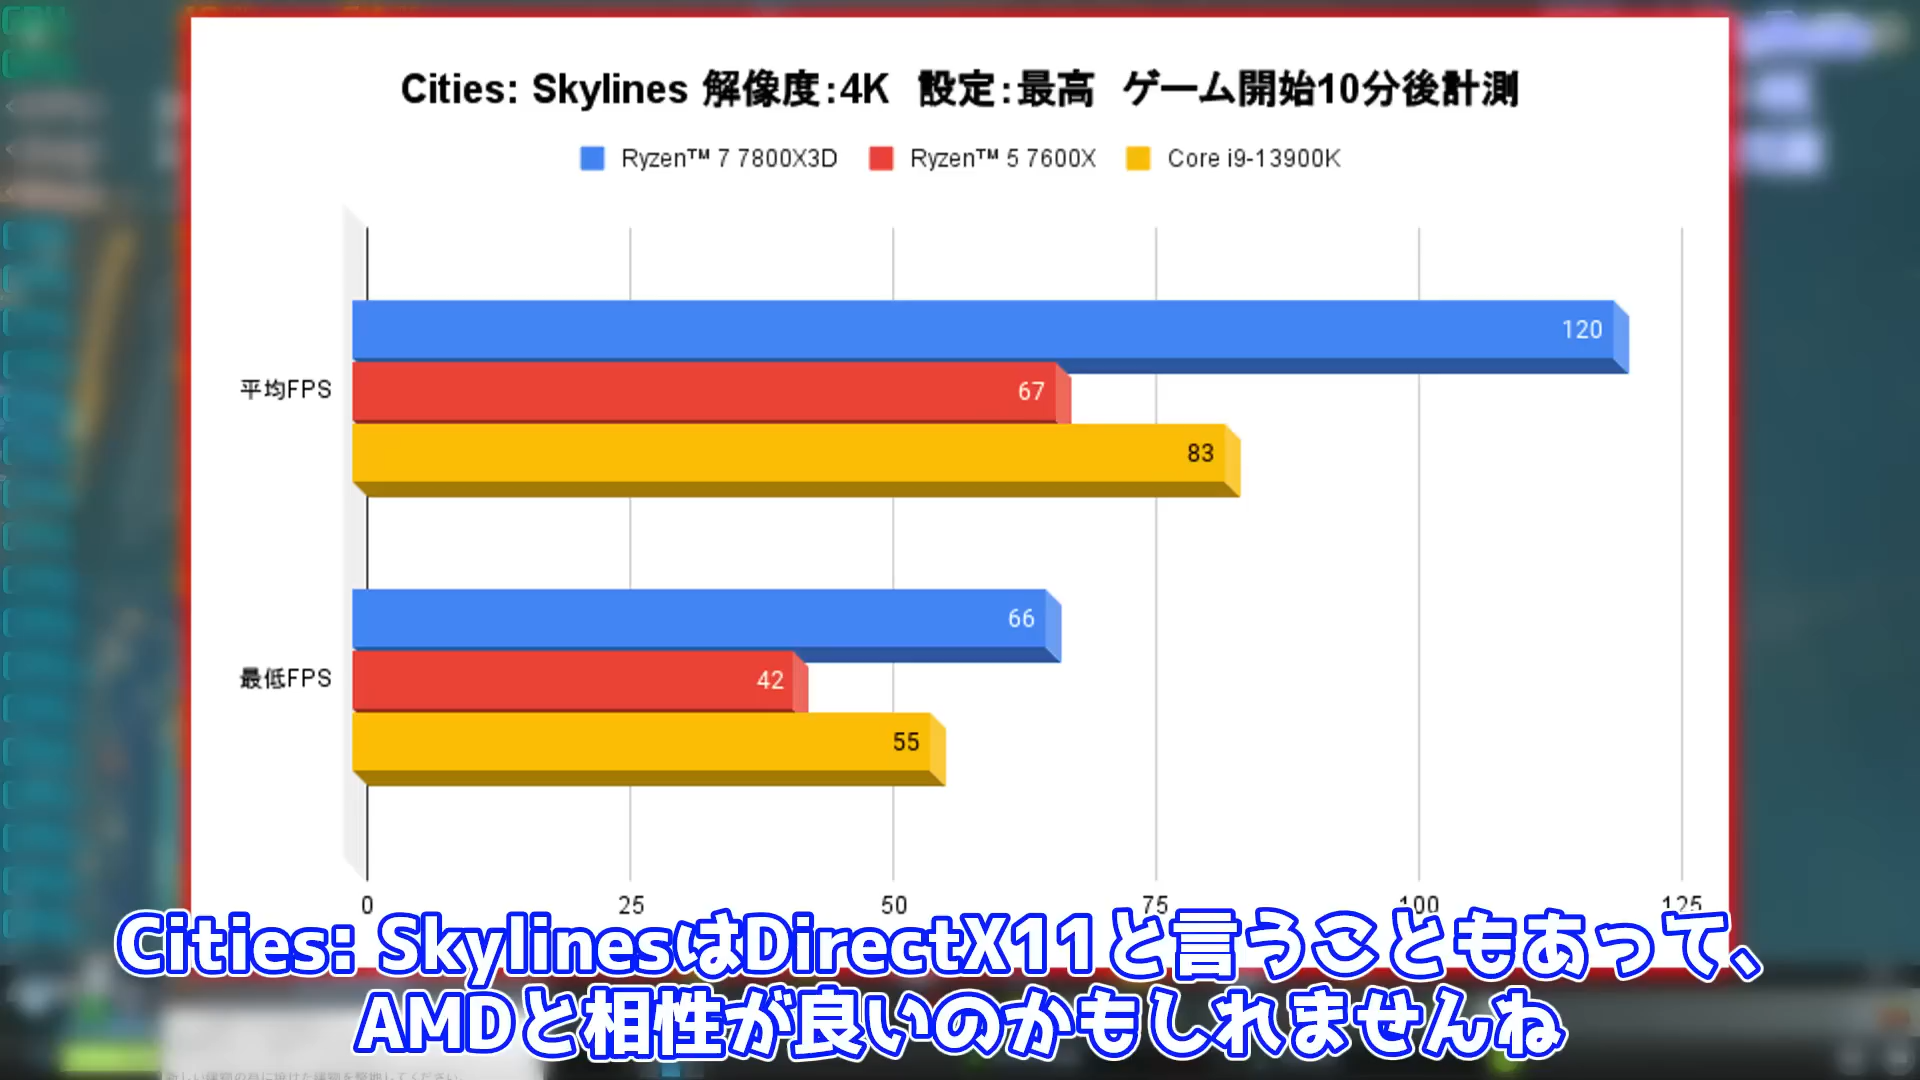 Cities: Skylines 解像度:4K 設定:最高 ゲーム開始10分後計測
Ryzen™ 7 7800X3D Ryzen™ 5 7600X Core i9-13900K
120
平均FPS 67
83
66
最低FPS 42
55
0 25 50 75 100 125
Cities: SkylinesはDirectX11と言うこともあって、
AMDと相性が良いのかもしれませんね